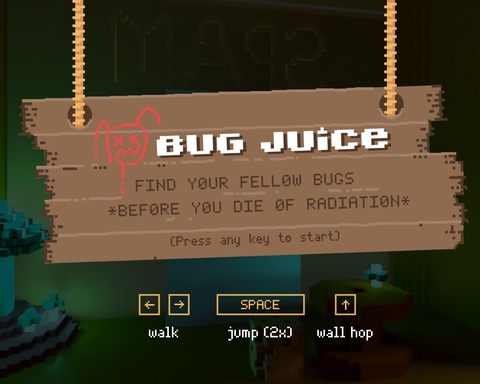 BUG JUiCE
FIND YOUR FELLOW BUGS
*BEFORE YOU DIE OF RADIATION*
(Press any key to start)
← → SPACE ↑
walk jump (2x) wall hop